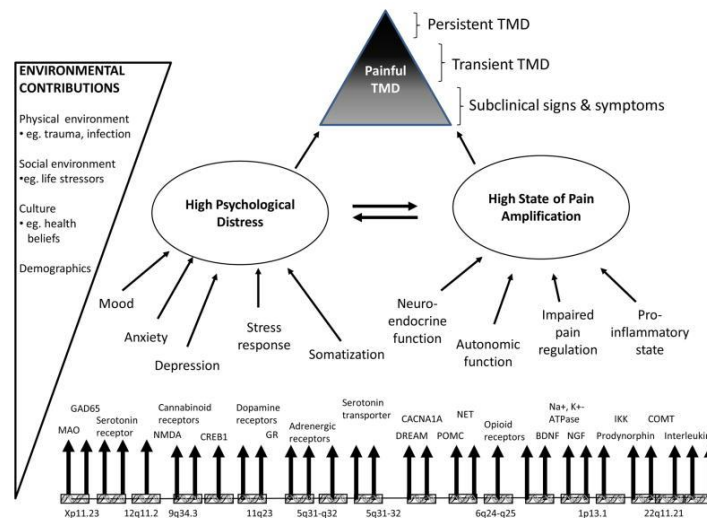 Persistent TMD
Transient TMD
Subclinical signs & symptoms
Painful
TMD
ENVIRONMENTAL
CONTRIBUTIONS
Physical environment
• eg. trauma, infection
Social environment
•eg. life stressors
Culture
• eg. health
beliefs
Demographics
High Psychological
Distress
High State of Pain
Amplification
Mood
Anxiety
Depression
Stress
response
Somatization
Neuro-
endocrine
function
Autonomic
function
Impaired
pain
regulation
Pro-
inflammatory
state
MAO
GAD65
Serotonin
receptor
NMDA
Cannabinoid
receptors
CREB1
Dopamine
receptors
GR
Adrenergic
receptors
Serotonin
transporter
CACNA1A
DREAM
POMC
NET
Opioid
receptors
Na+, K+-
ATPase
BDNF
NGF
IKK
Prodynorphin
COMT
Interleukin
Xp11.23
12q11.2
9q34.3
11q23
5q31-q32
5q31-32
6q24-q25
1p13.1
22q11.21